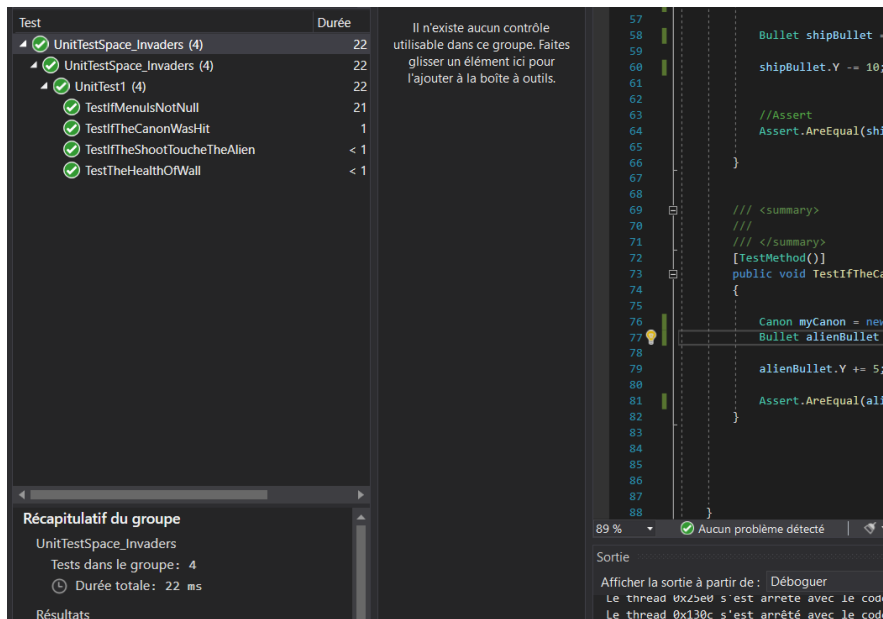 Test Durée
UnitTestSpace_Invaders (4) 22
UnitTestSpace_Invaders (4) 22
UnitTest1 (4) 22
TestIfMenuIsNotNull 21
TestIfTheCanonWasHit 1
TestIfTheShootToucheTheAlien < 1
TestTheHealthOfWall < 1
Récapitulatif du groupe
UnitTestSpace_Invaders
Tests dans le groupe: 4
Durée totale: 22 ms
Résultats
Il n'existe aucun contrôle
utilisable dans ce groupe. Faites
glisser un élément ici pour
l'ajouter à la boîte à outils.
57
58 Bullet shipBullet =
59
60 shipBullet.Y -= 10;
61
62
63 //Assert
64 Assert.AreEqual(shi
65
66 }
67
68
69 /// <summary>
70 ///
71 /// </summary>
72 [TestMethod()]
73 public void TestIfTheCa
74 {
75
76 Canon myCanon = new
77 Bullet alienBullet
78
79 alienBullet.Y += 5;
80
81 Assert.AreEqual(ali
82 }
83
84
85
86
87
88 }
89 % Aucun problème détecté
Sortie
Afficher la sortie à partir de : Déboguer
Le thread 0x25e0 s'est arrêté avec le code
Le thread 0x130c s'est arrêté avec le code